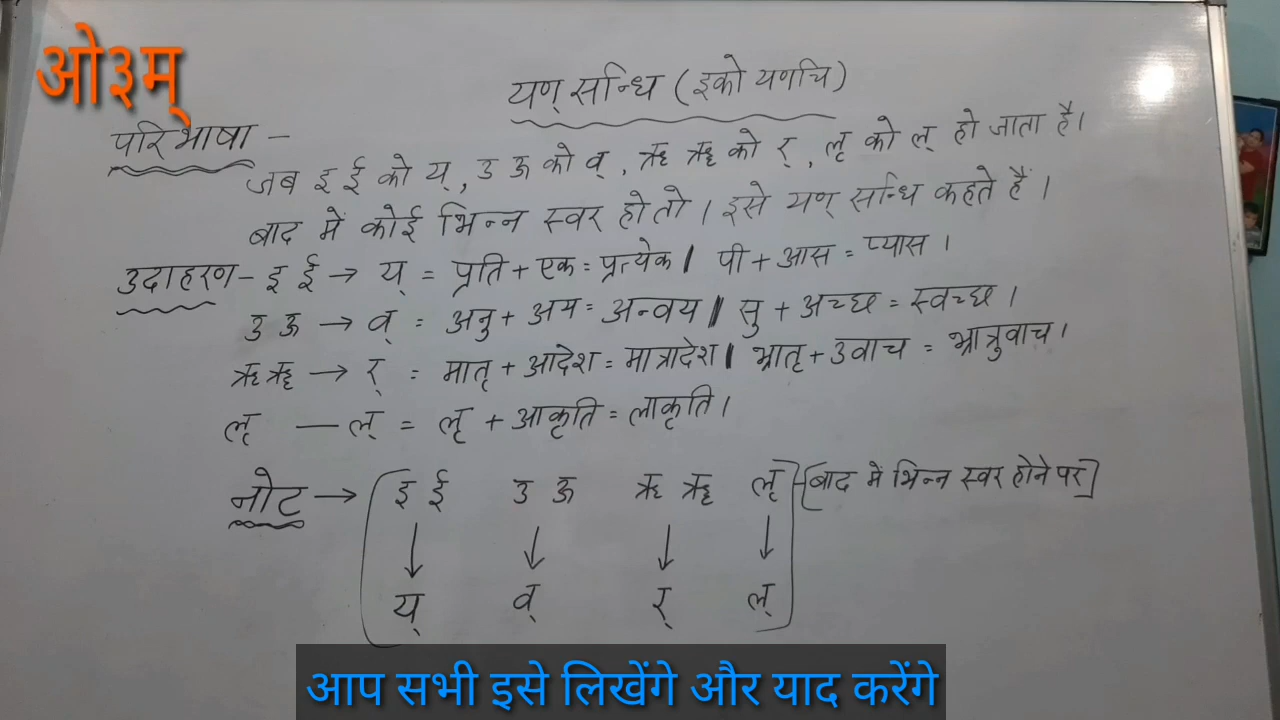 ओ३म्
यण् सन्धि (इको यणचि)
परिभाषा –
जब इ ई को य्, उ ऊ को व्, ऋ ॠ को र्, लृ को ल् हो जाता है।
बाद में कोई भिन्न स्वर हो तो। इसे यण् सन्धि कहते हैं।
उदाहरण – इ ई → य् = प्रति + एक = प्रत्येक। पी + आस = प्यास।
उ ऊ → व् = अनु + अय = अन्वय। सु + अच्छ = स्वच्छ।
ऋ ॠ → र् = मातृ + आदेश = मात्रादेश। भ्रातृ + उवाच = भ्रात्रुवाच।
लृ — ल् = लृ + आकृति = लाकृति।
नोट → ( इ ई उ ऊ ऋ ॠ लृ ] – [बाद में भिन्न स्वर होने पर]
↓ ↓ ↓ ↓
य् व् र् ल्
आप सभी इसे लिखेंगे और याद करेंगे